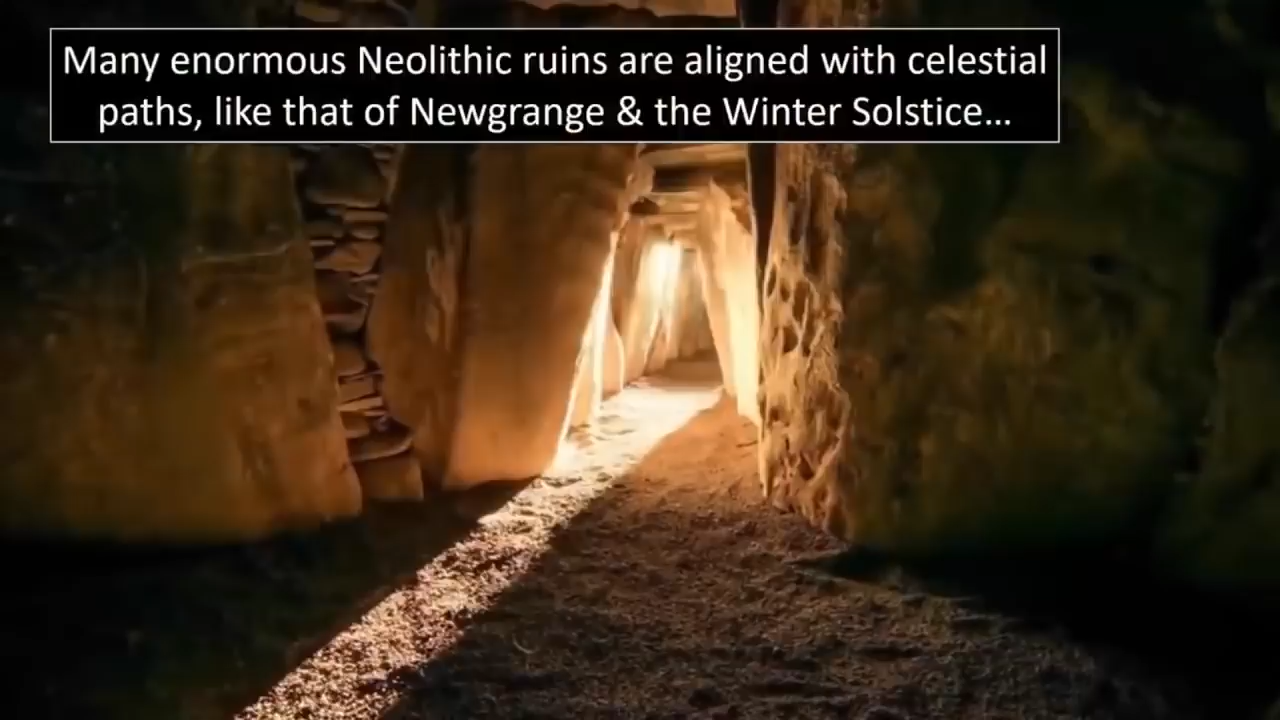 Many enormous Neolithic ruins are aligned with celestial
paths, like that of Newgrange & the Winter Solstice...